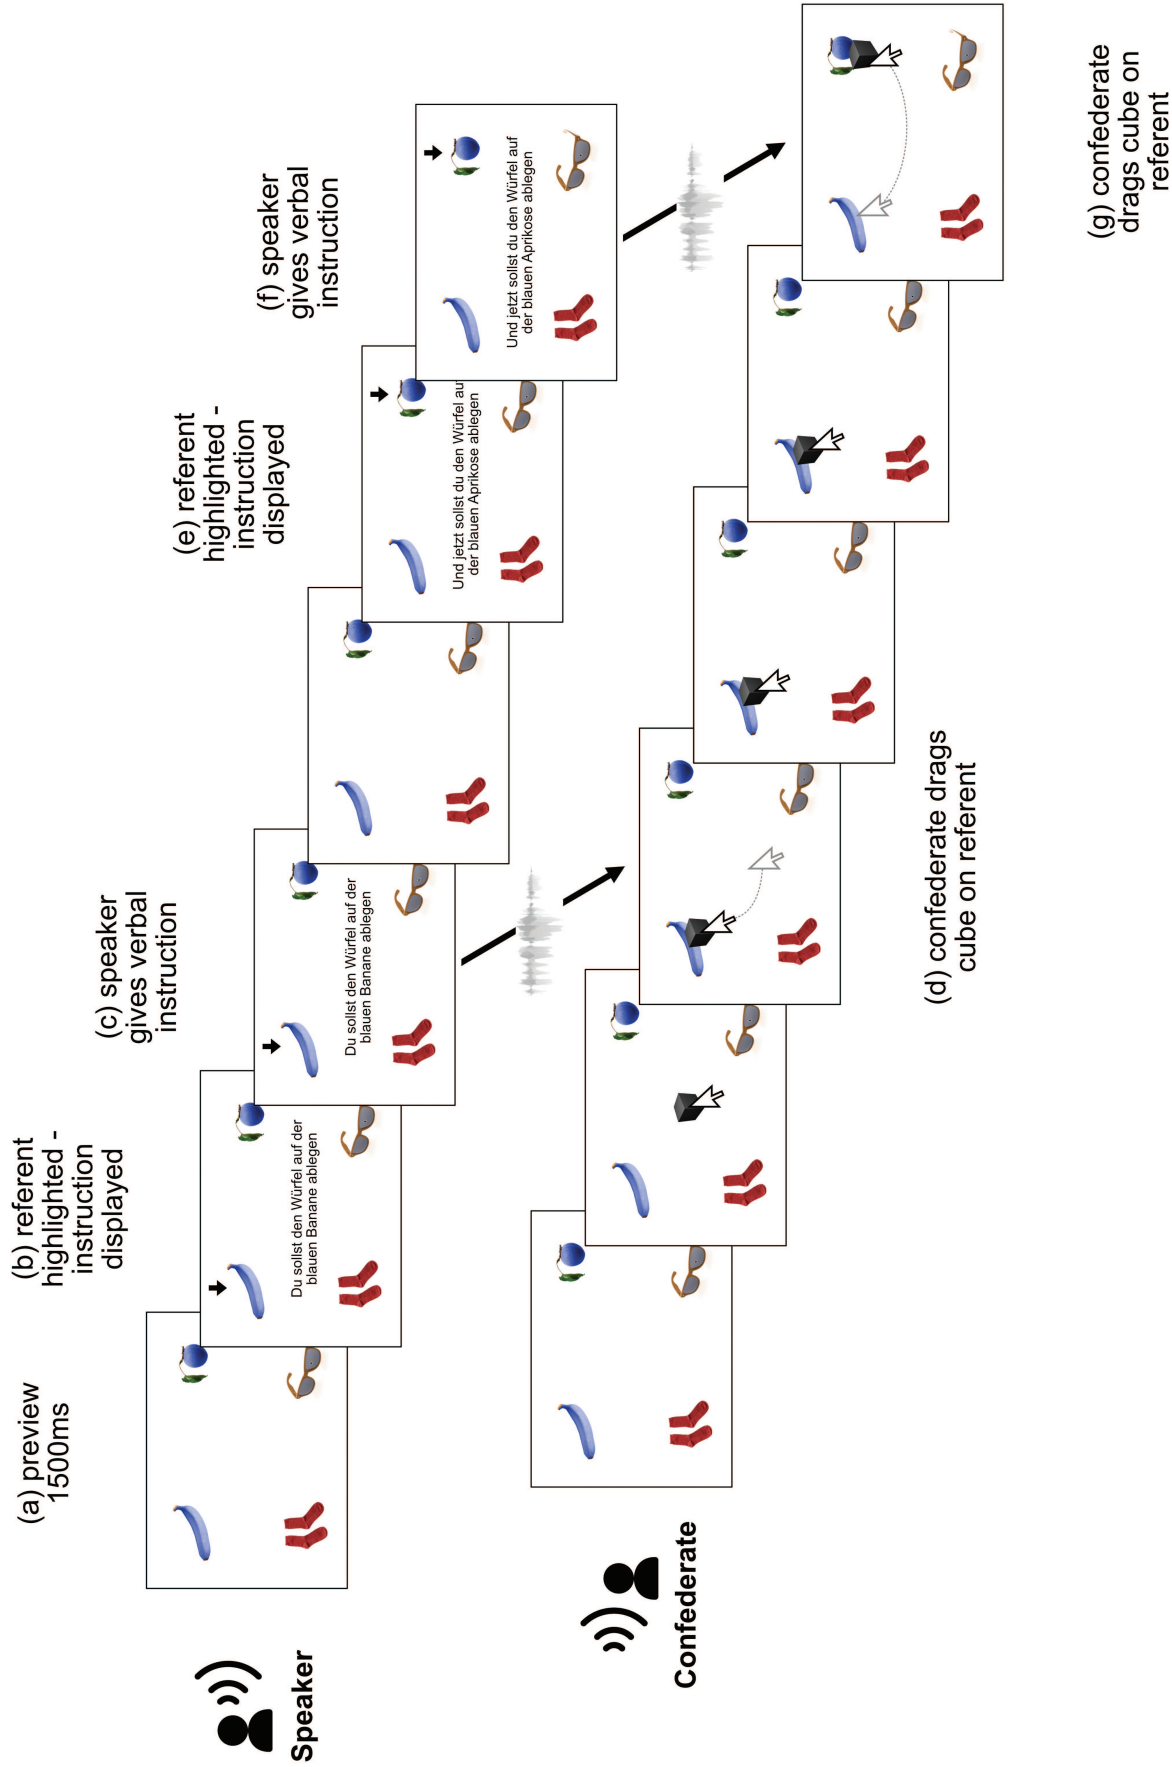 (a) preview
1500ms
(b) referent
highlighted -
instruction
displayed
(c) speaker
gives verbal
instruction
(e) referent
highlighted -
instruction
displayed
(f) speaker
gives verbal
instruction
Speaker
Du sollst den Würfel auf der
blauen Banane ablegen
Du sollst den Würfel auf der
blauen Banane ablegen
Und jetzt sollst du den Würfel auf
der blauen Aprikose ablegen
Und jetzt sollst du den Würfel auf
der blauen Aprikose ablegen
Confederate
(d) confederate drags
cube on referent
(g) confederate
drags cube on
referent